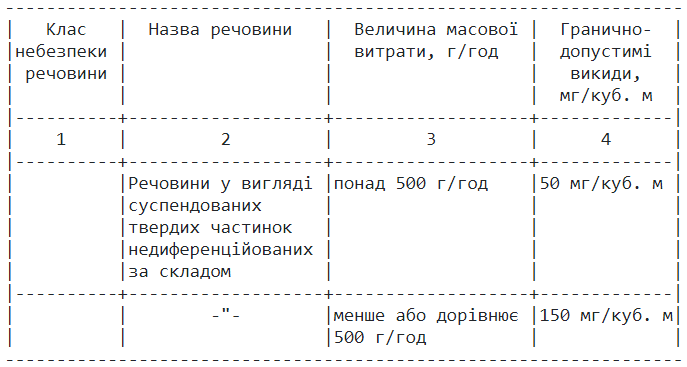 Клас Назва речовини Величина масової Гранично-
небезпеки витрати, г/год допустимі
речовини викиди,
мг/куб. м
1 2 3 4
Речовини у вигляді понад 500 г/год 50 мг/куб. м
суспендованих
твердих частинок
недиференційованих
за складом
-"- менше або дорівнює 150 мг/куб. м
500 г/год